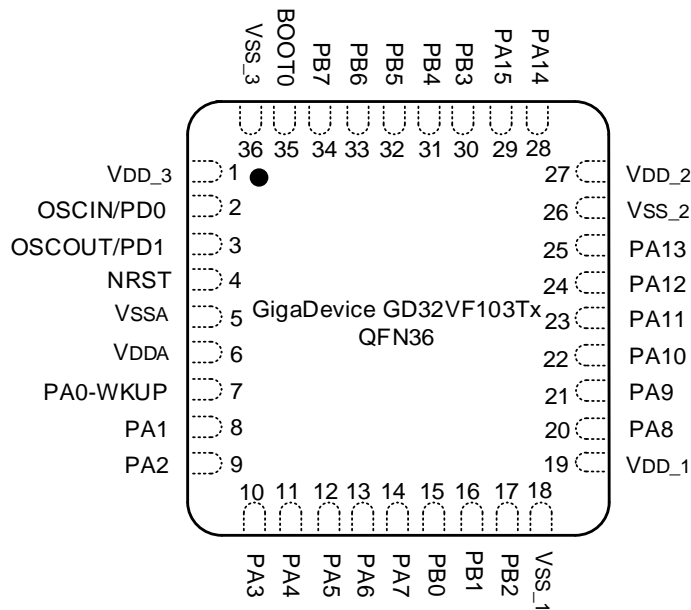 VSS_3 BOOT0 PB7 PB6 PB5 PB4 PB3 PA15 PA14
36 35 34 33 32 31 30 29 28
VDD_3 1
OSCIN/PD0 2
OSCOUT/PD1 3
NRST 4
VSSA 5
VDDA 6
PA0-WKUP 7
PA1 8
PA2 9
GigaDevice GD32VF103Tx
QFN36
27 VDD_2
26 VSS_2
25 PA13
24 PA12
23 PA11
22 PA10
21 PA9
20 PA8
19 VDD_1
10 11 12 13 14 15 16 17 18
PA3 PA4 PA5 PA6 PA7 PB0 PB1 PB2 VSS_1